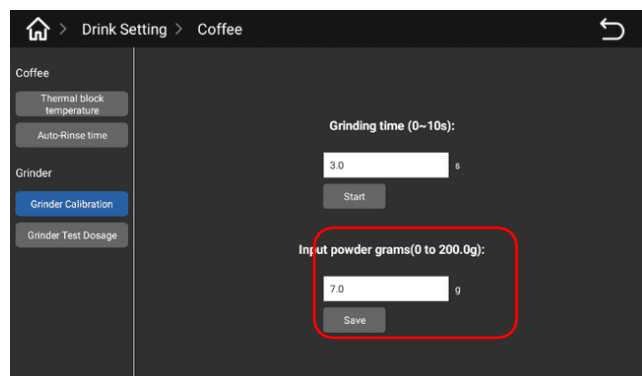 > Drink Setting > Coffee
Coffee
Thermal block
temperature
Auto-Rinse time
Grinder
Grinder Calibration
Grinder Test Dosage
Grinding time (0~10s):
3.0 s
Start
Input powder grams(0 to 200.0g):
7.0 g
Save